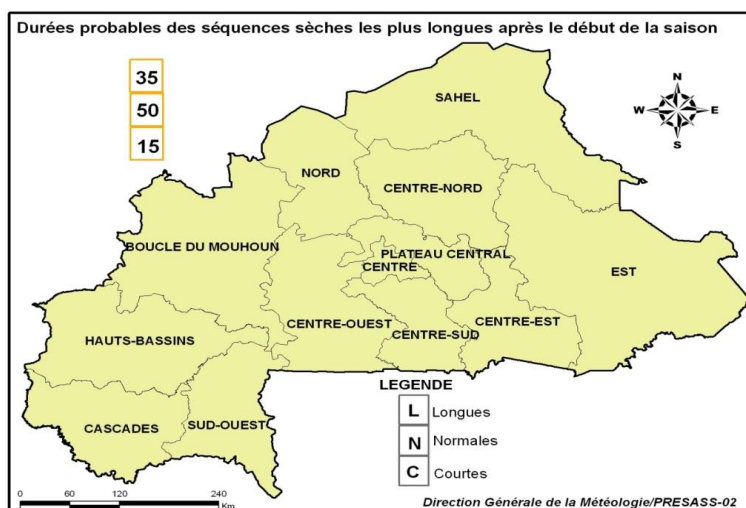 Durées probables des séquences sèches les plus longues après le début de la saison
35
50
15
N
W E
S
SAHEL
NORD
CENTRE-NORD
BOUCLE DU MOUHOUN
PLATEAU CENTRAL
CENTRE
EST
CENTRE-OUEST
CENTRE-EST
CENTRE-SUD
HAUTS-BASSINS
CASCADES
SUD-OUEST
LEGENDE
L Longues
N Normales
C Courtes
0 60 120 240
Km
Direction Générale de la Météologie/PRESASS-02